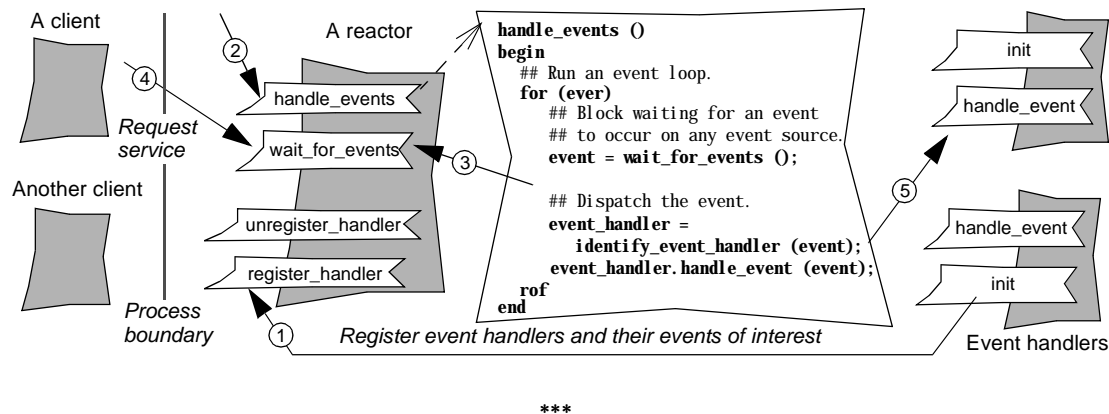 A client
2
4
Request
service
Another client
Process
boundary
A reactor
handle_events
wait_for_events
3
unregister_handler
register_handler
1
handle_events ()
begin
## Run an event loop.
for (ever)
## Block waiting for an event
## to occur on any event source.
event = wait_for_events ();
## Dispatch the event.
event_handler =
identify_event_handler (event);
event_handler.handle_event (event);
rof
end
Register event handlers and their events of interest
5
init
handle_event
handle_event
init
Event handlers
***